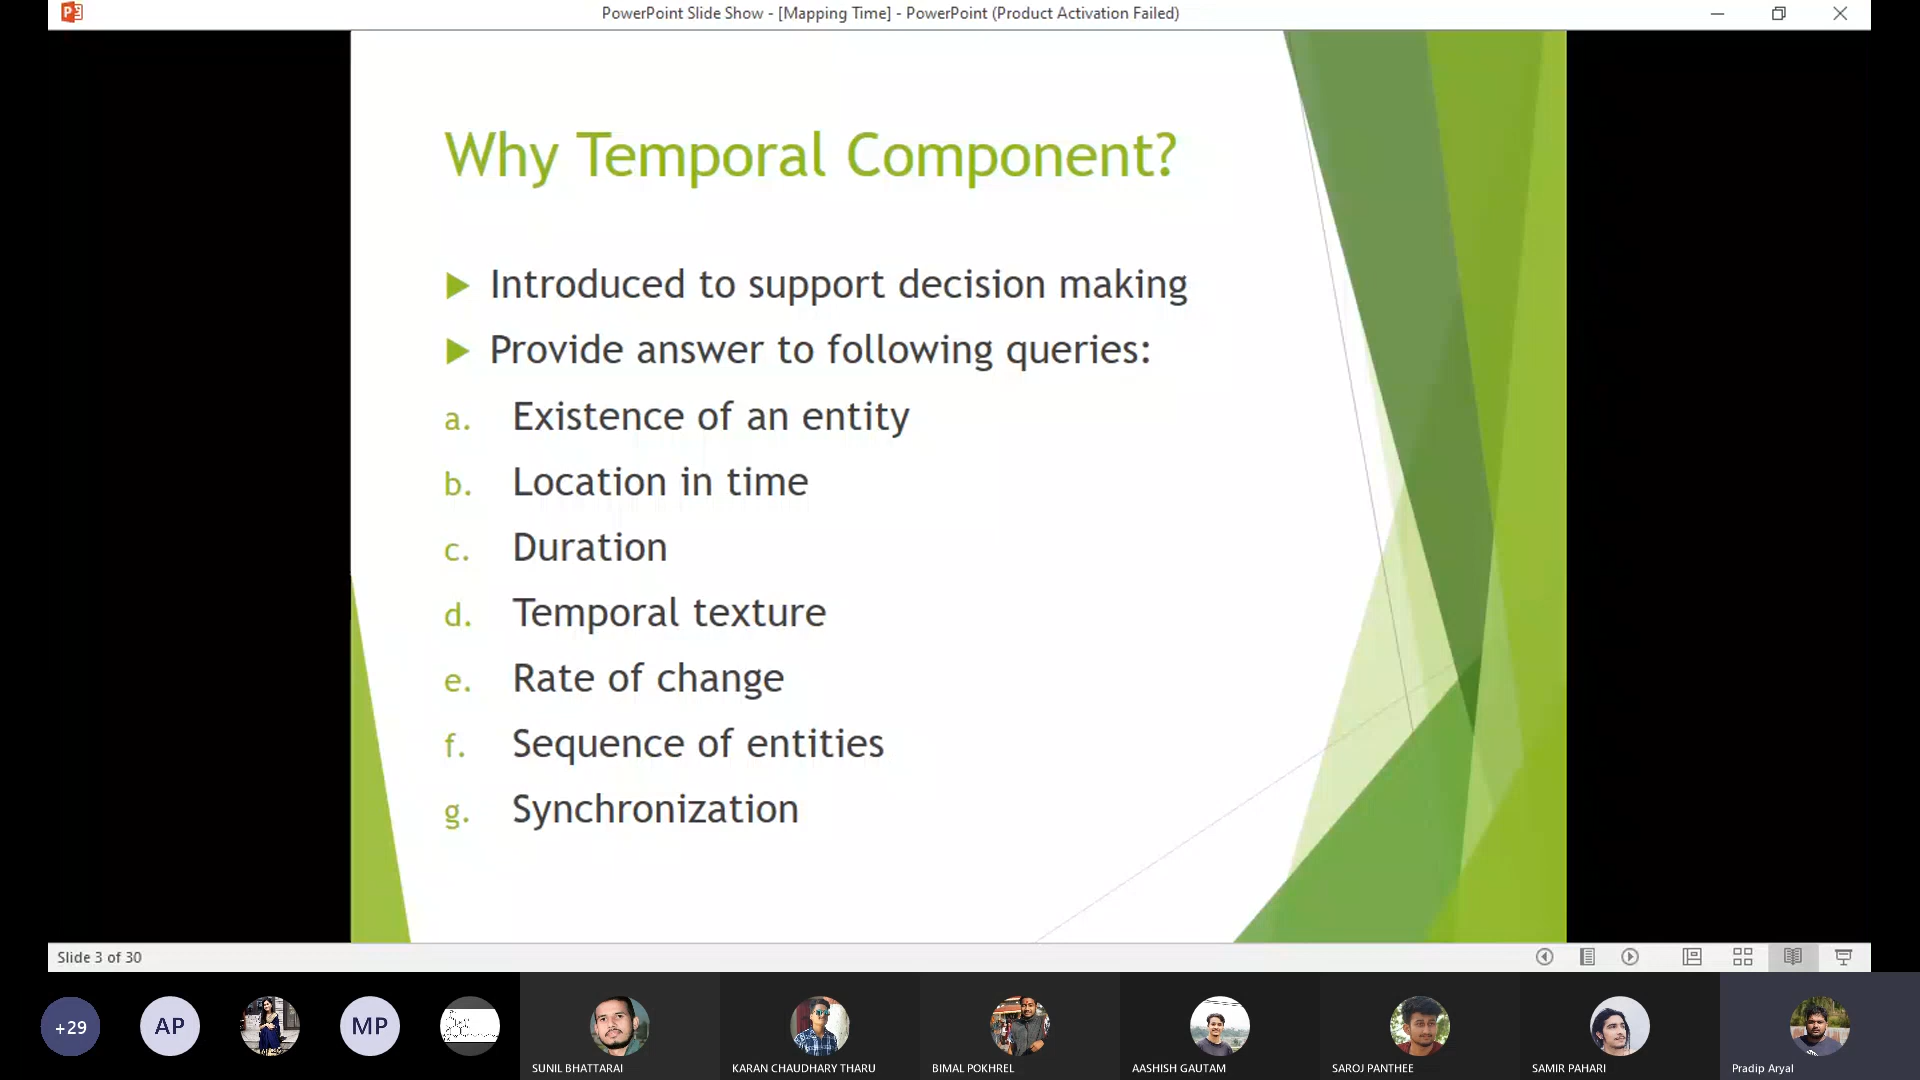 PowerPoint Slide Show - [Mapping Time] - PowerPoint (Product Activation Failed)
Why Temporal Component?
Introduced to support decision making
Provide answer to following queries:
a. Existence of an entity
b. Location in time
c. Duration
d. Temporal texture
e. Rate of change
f. Sequence of entities
g. Synchronization
Slide 3 of 30
+29
AP
MP
SUNIL BHATTARAI
KARAN CHAUDHARY THARU
BIMAL POKHREL
AASHISH GAUTAM
SAROJ PANTHEE
SAMIR PAHARI
Pradip Aryal